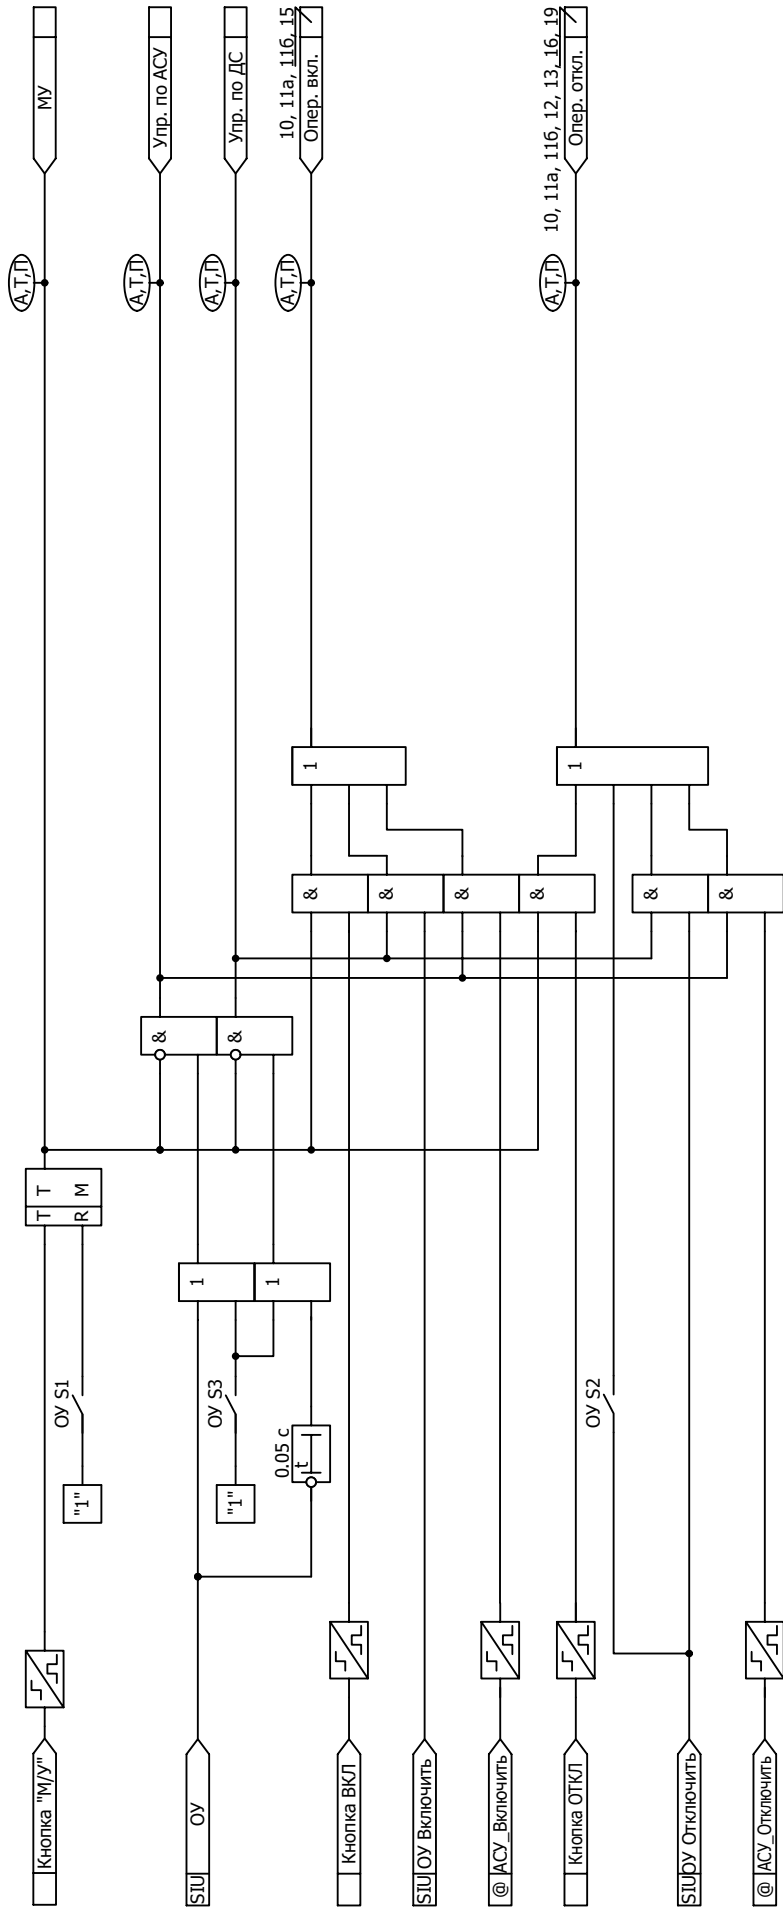 Кнопка "М/У"
SIU ОУ
Кнопка ВКЛ
SIU ОУ Включить
@ АСУ_Включить
Кнопка ОТКЛ
SIU ОУ Отключить
@ АСУ_Отключить
"1"
ОУ S1
"1"
ОУ S3
0.05 с
t
ОУ S2
T T
R M
1
1
&
&
&
&
&
&
&
&
1
1
А,Т,П
А,Т,П
А,Т,П
А,Т,П
А,Т,П
МУ
Упр. по АСУ
Упр. по ДС
10, 11а, 11б, 15
Опер. вкл.
10, 11а, 11б, 12, 13, 16, 19
Опер. откл.